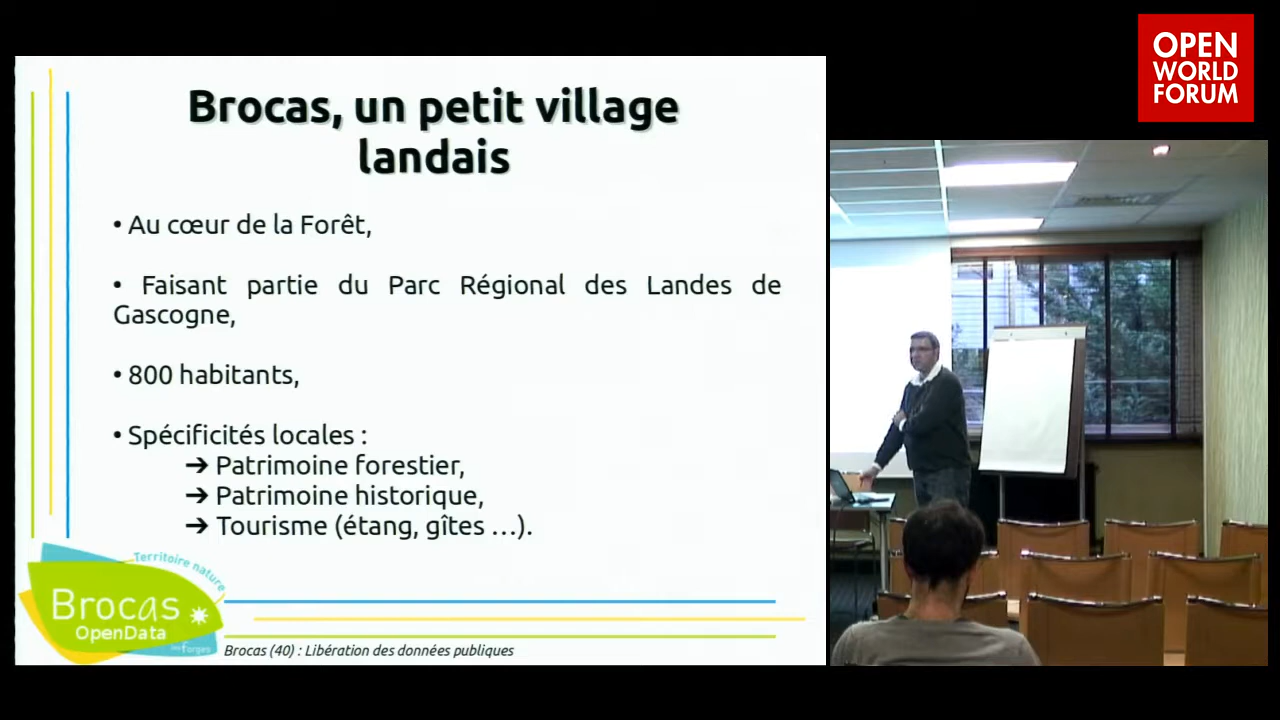 OPEN
WORLD
FORUM
Brocas, un petit village
landais
• Au cœur de la Forêt,
• Faisant partie du Parc Régional des Landes de
Gascogne,
• 800 habitants,
• Spécificités locales :
➔ Patrimoine forestier,
➔ Patrimoine historique,
➔ Tourisme (étang, gîtes …).
Territoire nature
Brocas
OpenData
des forges
Brocas (40) : Libération des données publiques